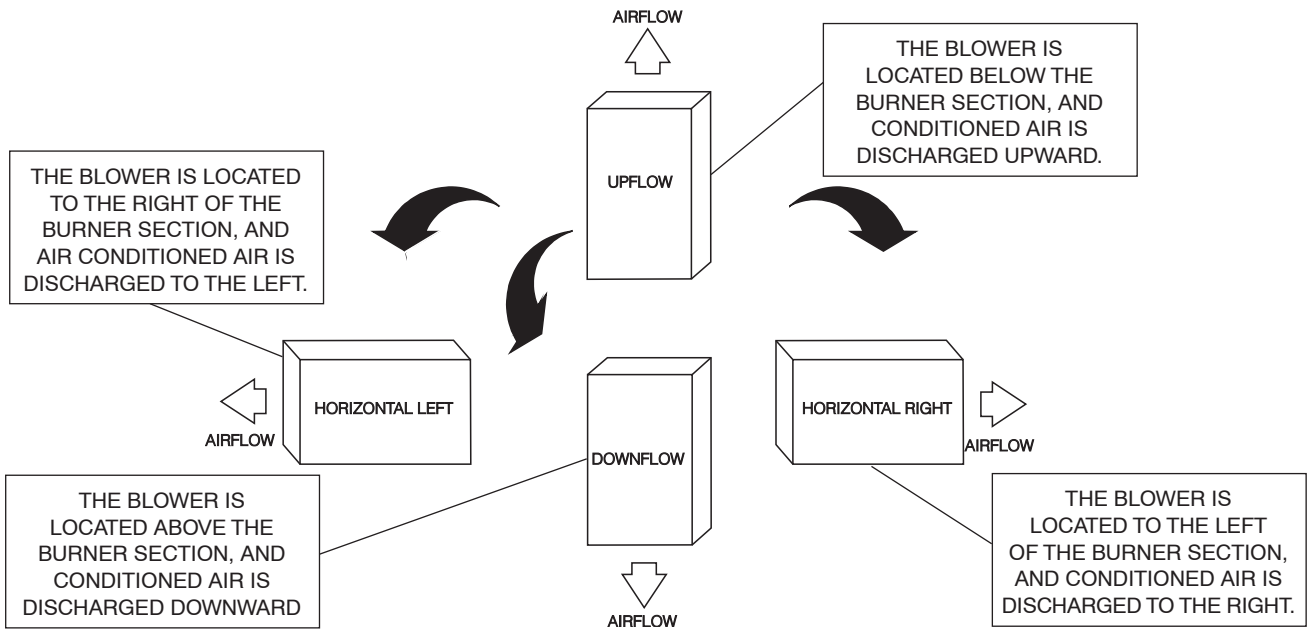 AIRFLOW
THE BLOWER IS
LOCATED BELOW THE
BURNER SECTION, AND
CONDITIONED AIR IS
DISCHARGED UPWARD.
UPFLOW
THE BLOWER IS LOCATED
TO THE RIGHT OF THE
BURNER SECTION, AND
AIR CONDITIONED AIR IS
DISCHARGED TO THE LEFT.
HORIZONTAL LEFT
AIRFLOW
DOWNFLOW
AIRFLOW
HORIZONTAL RIGHT
AIRFLOW
THE BLOWER IS
LOCATED ABOVE THE
BURNER SECTION, AND
CONDITIONED AIR IS
DISCHARGED DOWNWARD
THE BLOWER IS
LOCATED TO THE LEFT
OF THE BURNER SECTION,
AND CONDITIONED AIR IS
DISCHARGED TO THE RIGHT.